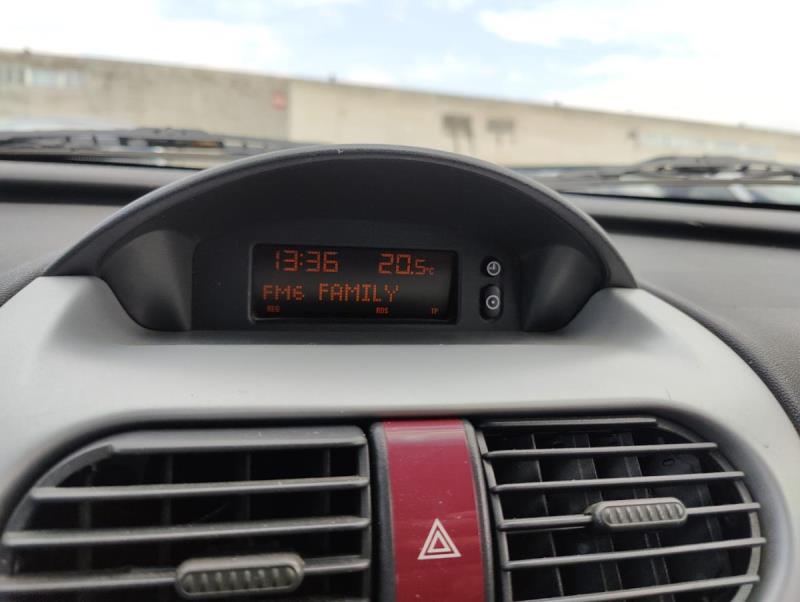 13:36 20.5°C
FM6 FAMILY
REG RDS TP